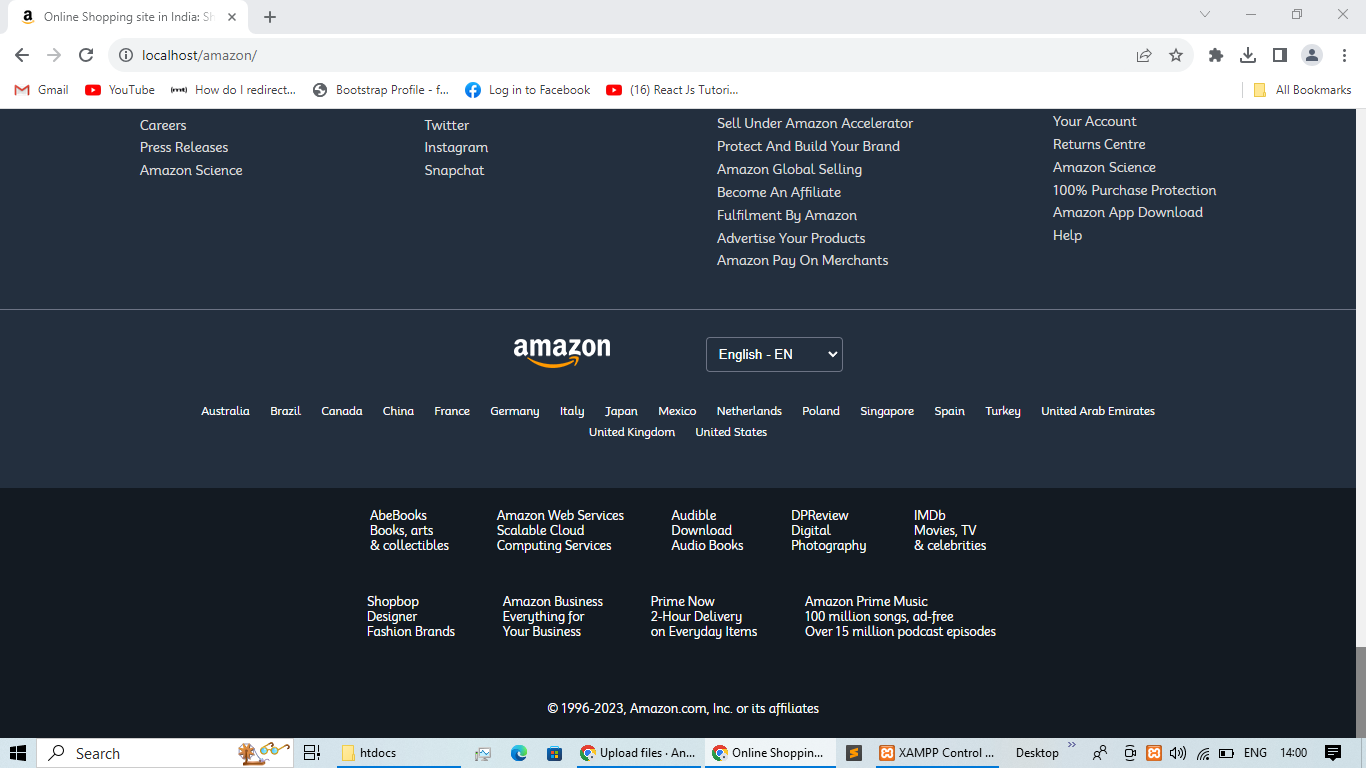 Online Shopping site in India: Sh
localhost/amazon/
Gmail
YouTube
How do I redirect...
Bootstrap Profile - f...
Log in to Facebook
(16) React Js Tutori...
All Bookmarks
Careers
Press Releases
Amazon Science
Twitter
Instagram
Snapchat
Sell Under Amazon Accelerator
Protect And Build Your Brand
Amazon Global Selling
Become An Affiliate
Fulfilment By Amazon
Advertise Your Products
Amazon Pay On Merchants
Your Account
Returns Centre
Amazon Science
100% Purchase Protection
Amazon App Download
Help
amazon
English - EN
Australia Brazil Canada China France Germany Italy Japan Mexico Netherlands Poland Singapore Spain Turkey United Arab Emirates
United Kingdom United States
AbeBooks
Books, arts
& collectibles
Amazon Web Services
Scalable Cloud
Computing Services
Audible
Download
Audio Books
DPReview
Digital
Photography
IMDb
Movies, TV
& celebrities
Shopbop
Designer
Fashion Brands
Amazon Business
Everything for
Your Business
Prime Now
2-Hour Delivery
on Everyday Items
Amazon Prime Music
100 million songs, ad-free
Over 15 million podcast episodes
© 1996-2023, Amazon.com, Inc. or its affiliates
Search
htdocs
Upload files · An...
Online Shoppin...
XAMPP Control ...
Desktop
ENG
14:00